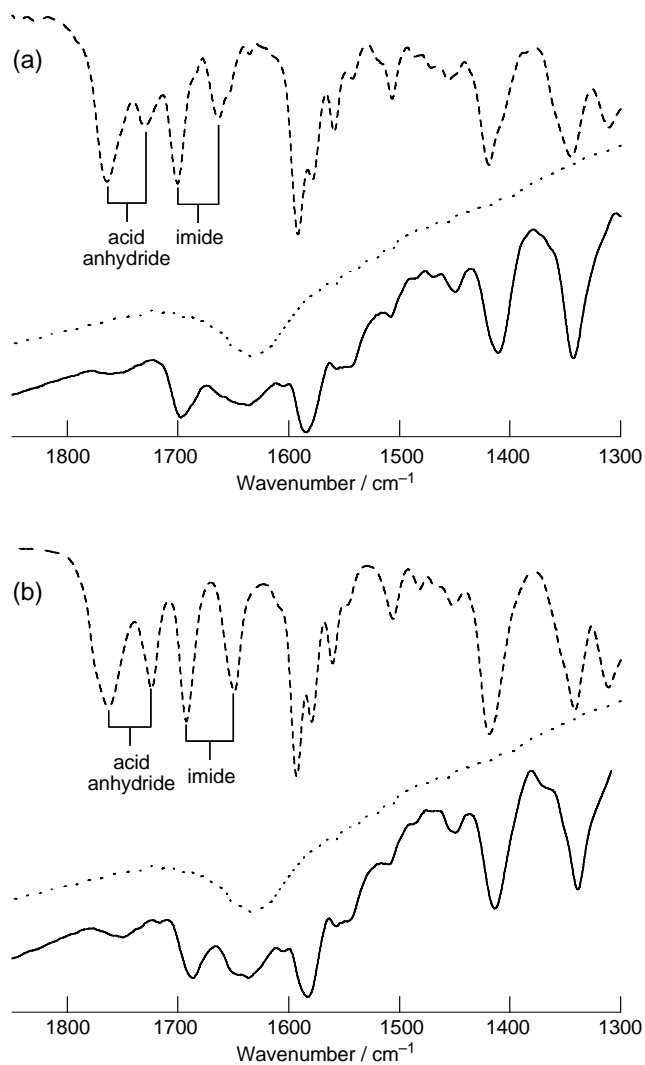 (a)
acid
anhydride
imide
1800 1700 1600 1500 1400 1300
Wavenumber / cm⁻¹
(b)
acid
anhydride
imide
1800 1700 1600 1500 1400 1300
Wavenumber / cm⁻¹